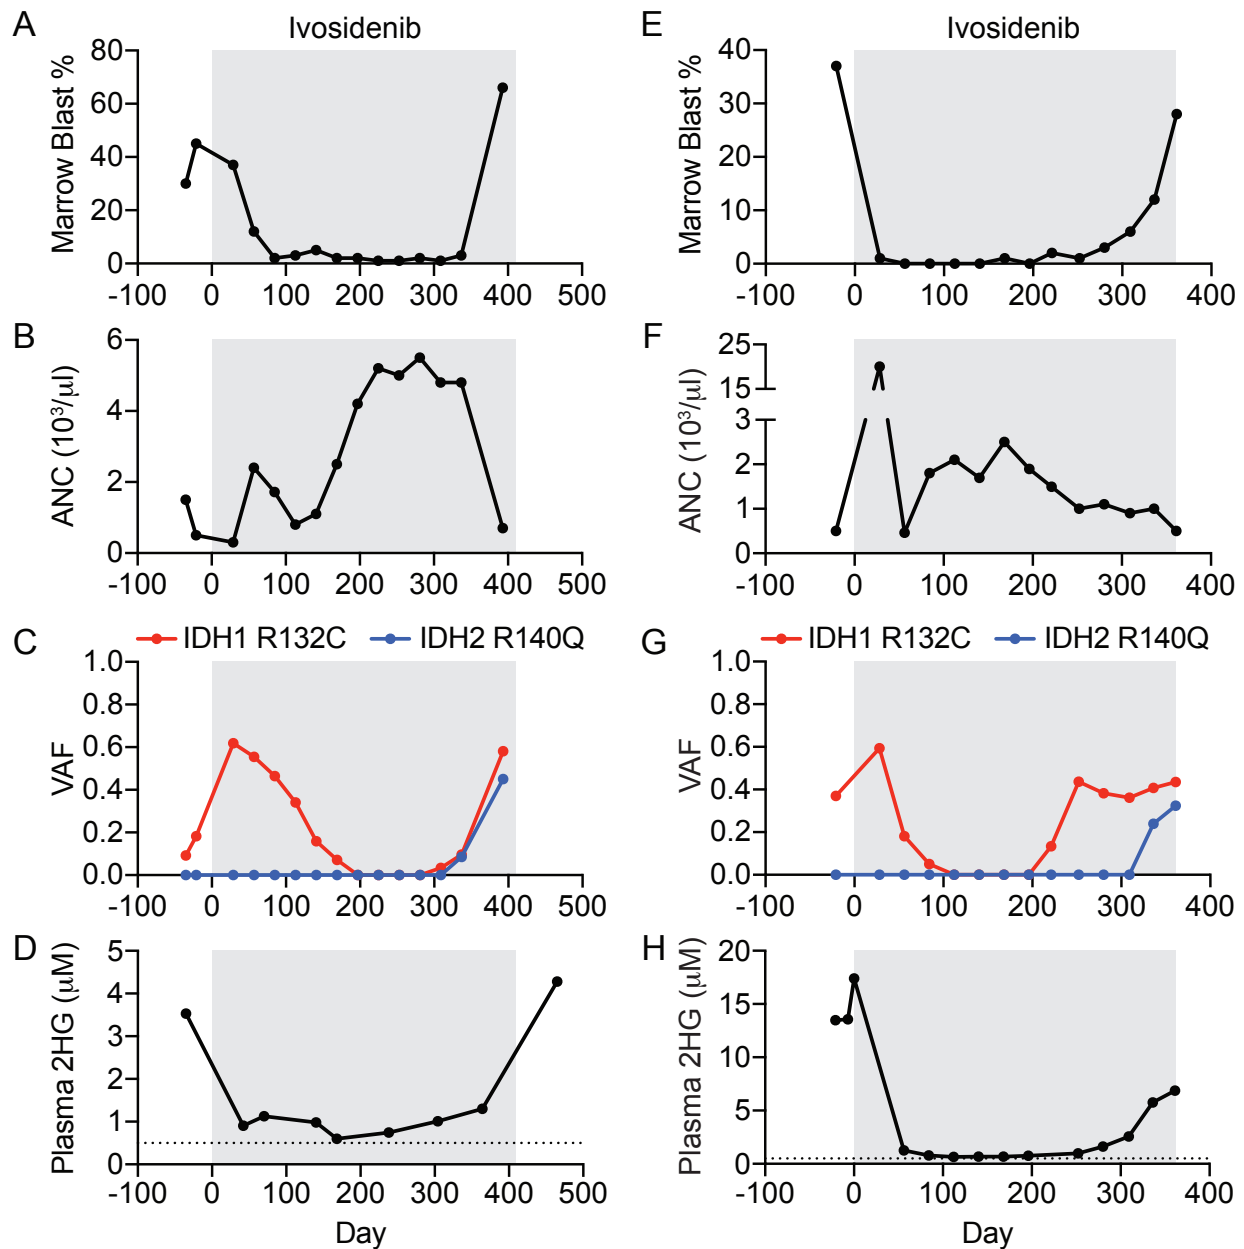 A
Ivosidenib
Marrow Blast %
80
60
40
20
0
-100 0 100 200 300 400 500
B
ANC (10³/µl)
6
4
2
0
-100 0 100 200 300 400 500
C
IDH1 R132C IDH2 R140Q
VAF
1.0
0.8
0.6
0.4
0.2
0.0
-100 0 100 200 300 400 500
D
Plasma 2HG (µM)
5
4
3
2
1
0
-100 0 100 200 300 400 500
Day
E
Ivosidenib
Marrow Blast %
40
30
20
10
0
-100 0 100 200 300 400
F
ANC (10³/µl)
25
15
3
2
1
0
-100 0 100 200 300 400
G
IDH1 R132C IDH2 R140Q
VAF
1.0
0.8
0.6
0.4
0.2
0.0
-100 0 100 200 300 400
H
Plasma 2HG (µM)
20
15
10
5
0
-100 0 100 200 300 400
Day